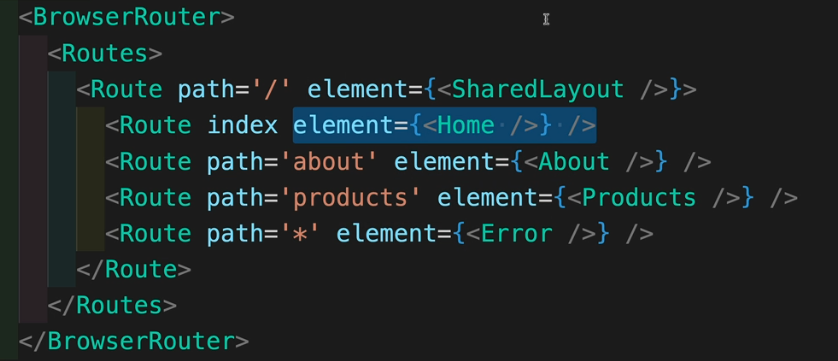 <BrowserRouter>
<Routes>
<Route path='/' element={<SharedLayout />}>
<Route index element={<Home />} />
<Route path='about' element={<About />} />
<Route path='products' element={<Products />} />
<Route path='*' element={<Error />} />
</Route>
</Routes>
</BrowserRouter>